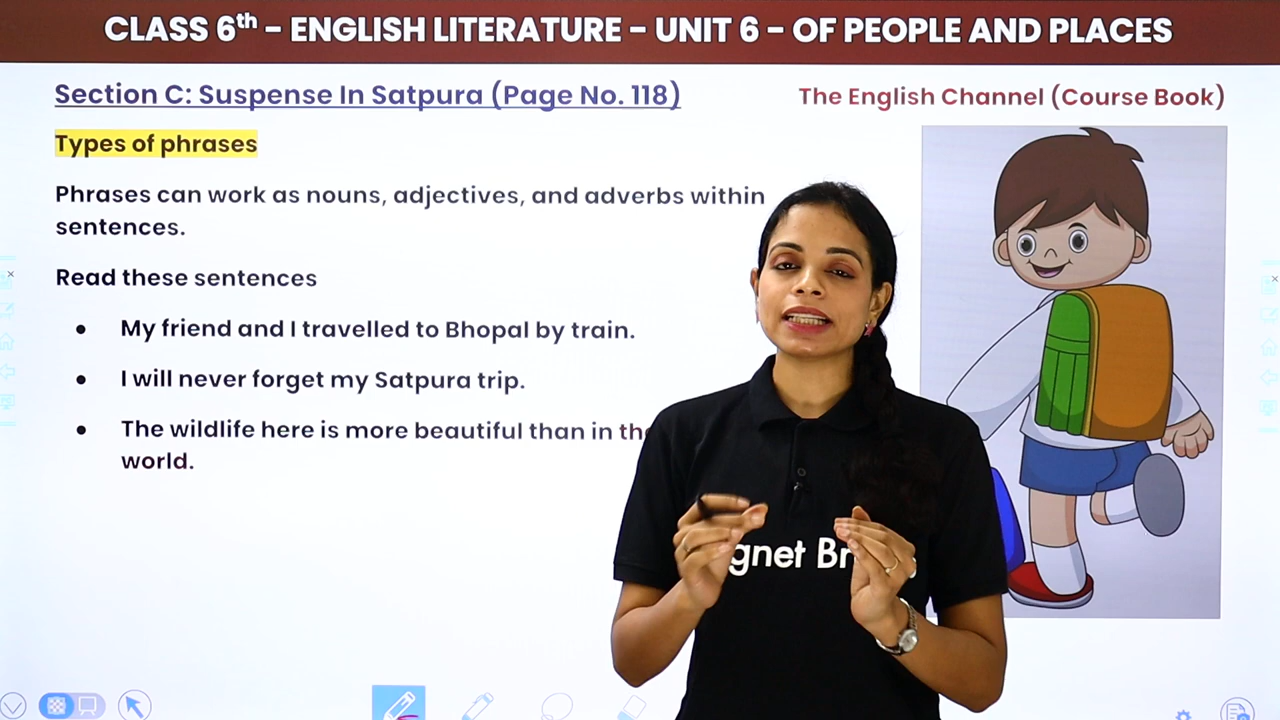 CLASS 6th – ENGLISH LITERATURE – UNIT 6 – OF PEOPLE AND PLACES
Section C: Suspense In Satpura (Page No. 118)
The English Channel (Course Book)
Types of phrases
Phrases can work as nouns, adjectives, and adverbs within
sentences.
Read these sentences
• My friend and I travelled to Bhopal by train.
• I will never forget my Satpura trip.
• The wildlife here is more beautiful than in
world.